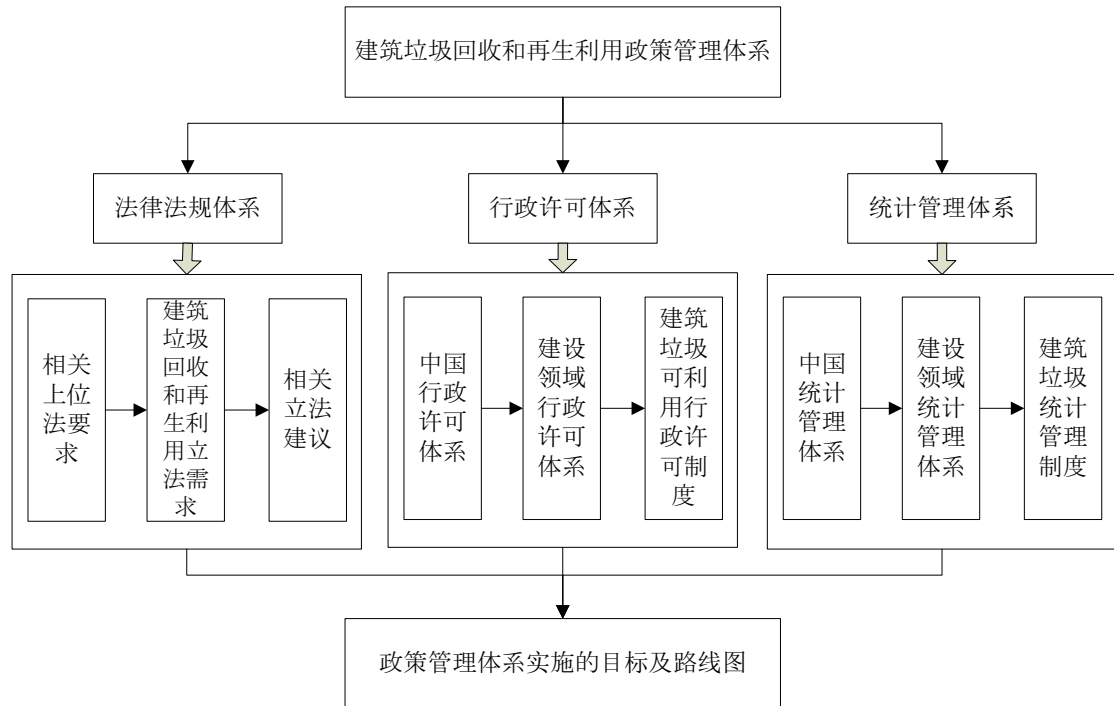 建筑垃圾回收和再生利用政策管理体系
法律法规体系
行政许可体系
统计管理体系
相关
上位
法要
求
建筑
垃圾
回收
和再
生利
用立
法需
求
相关
立法
建议
中国
行政
许可
体系
建设
领域
行政
许可
体系
建筑
垃圾
可利
用行
政许
可制
度
中国
统计
管理
体系
建设
领域
统计
管理
体系
建筑
垃圾
统计
管理
制度
政策管理体系实施的目标及路线图